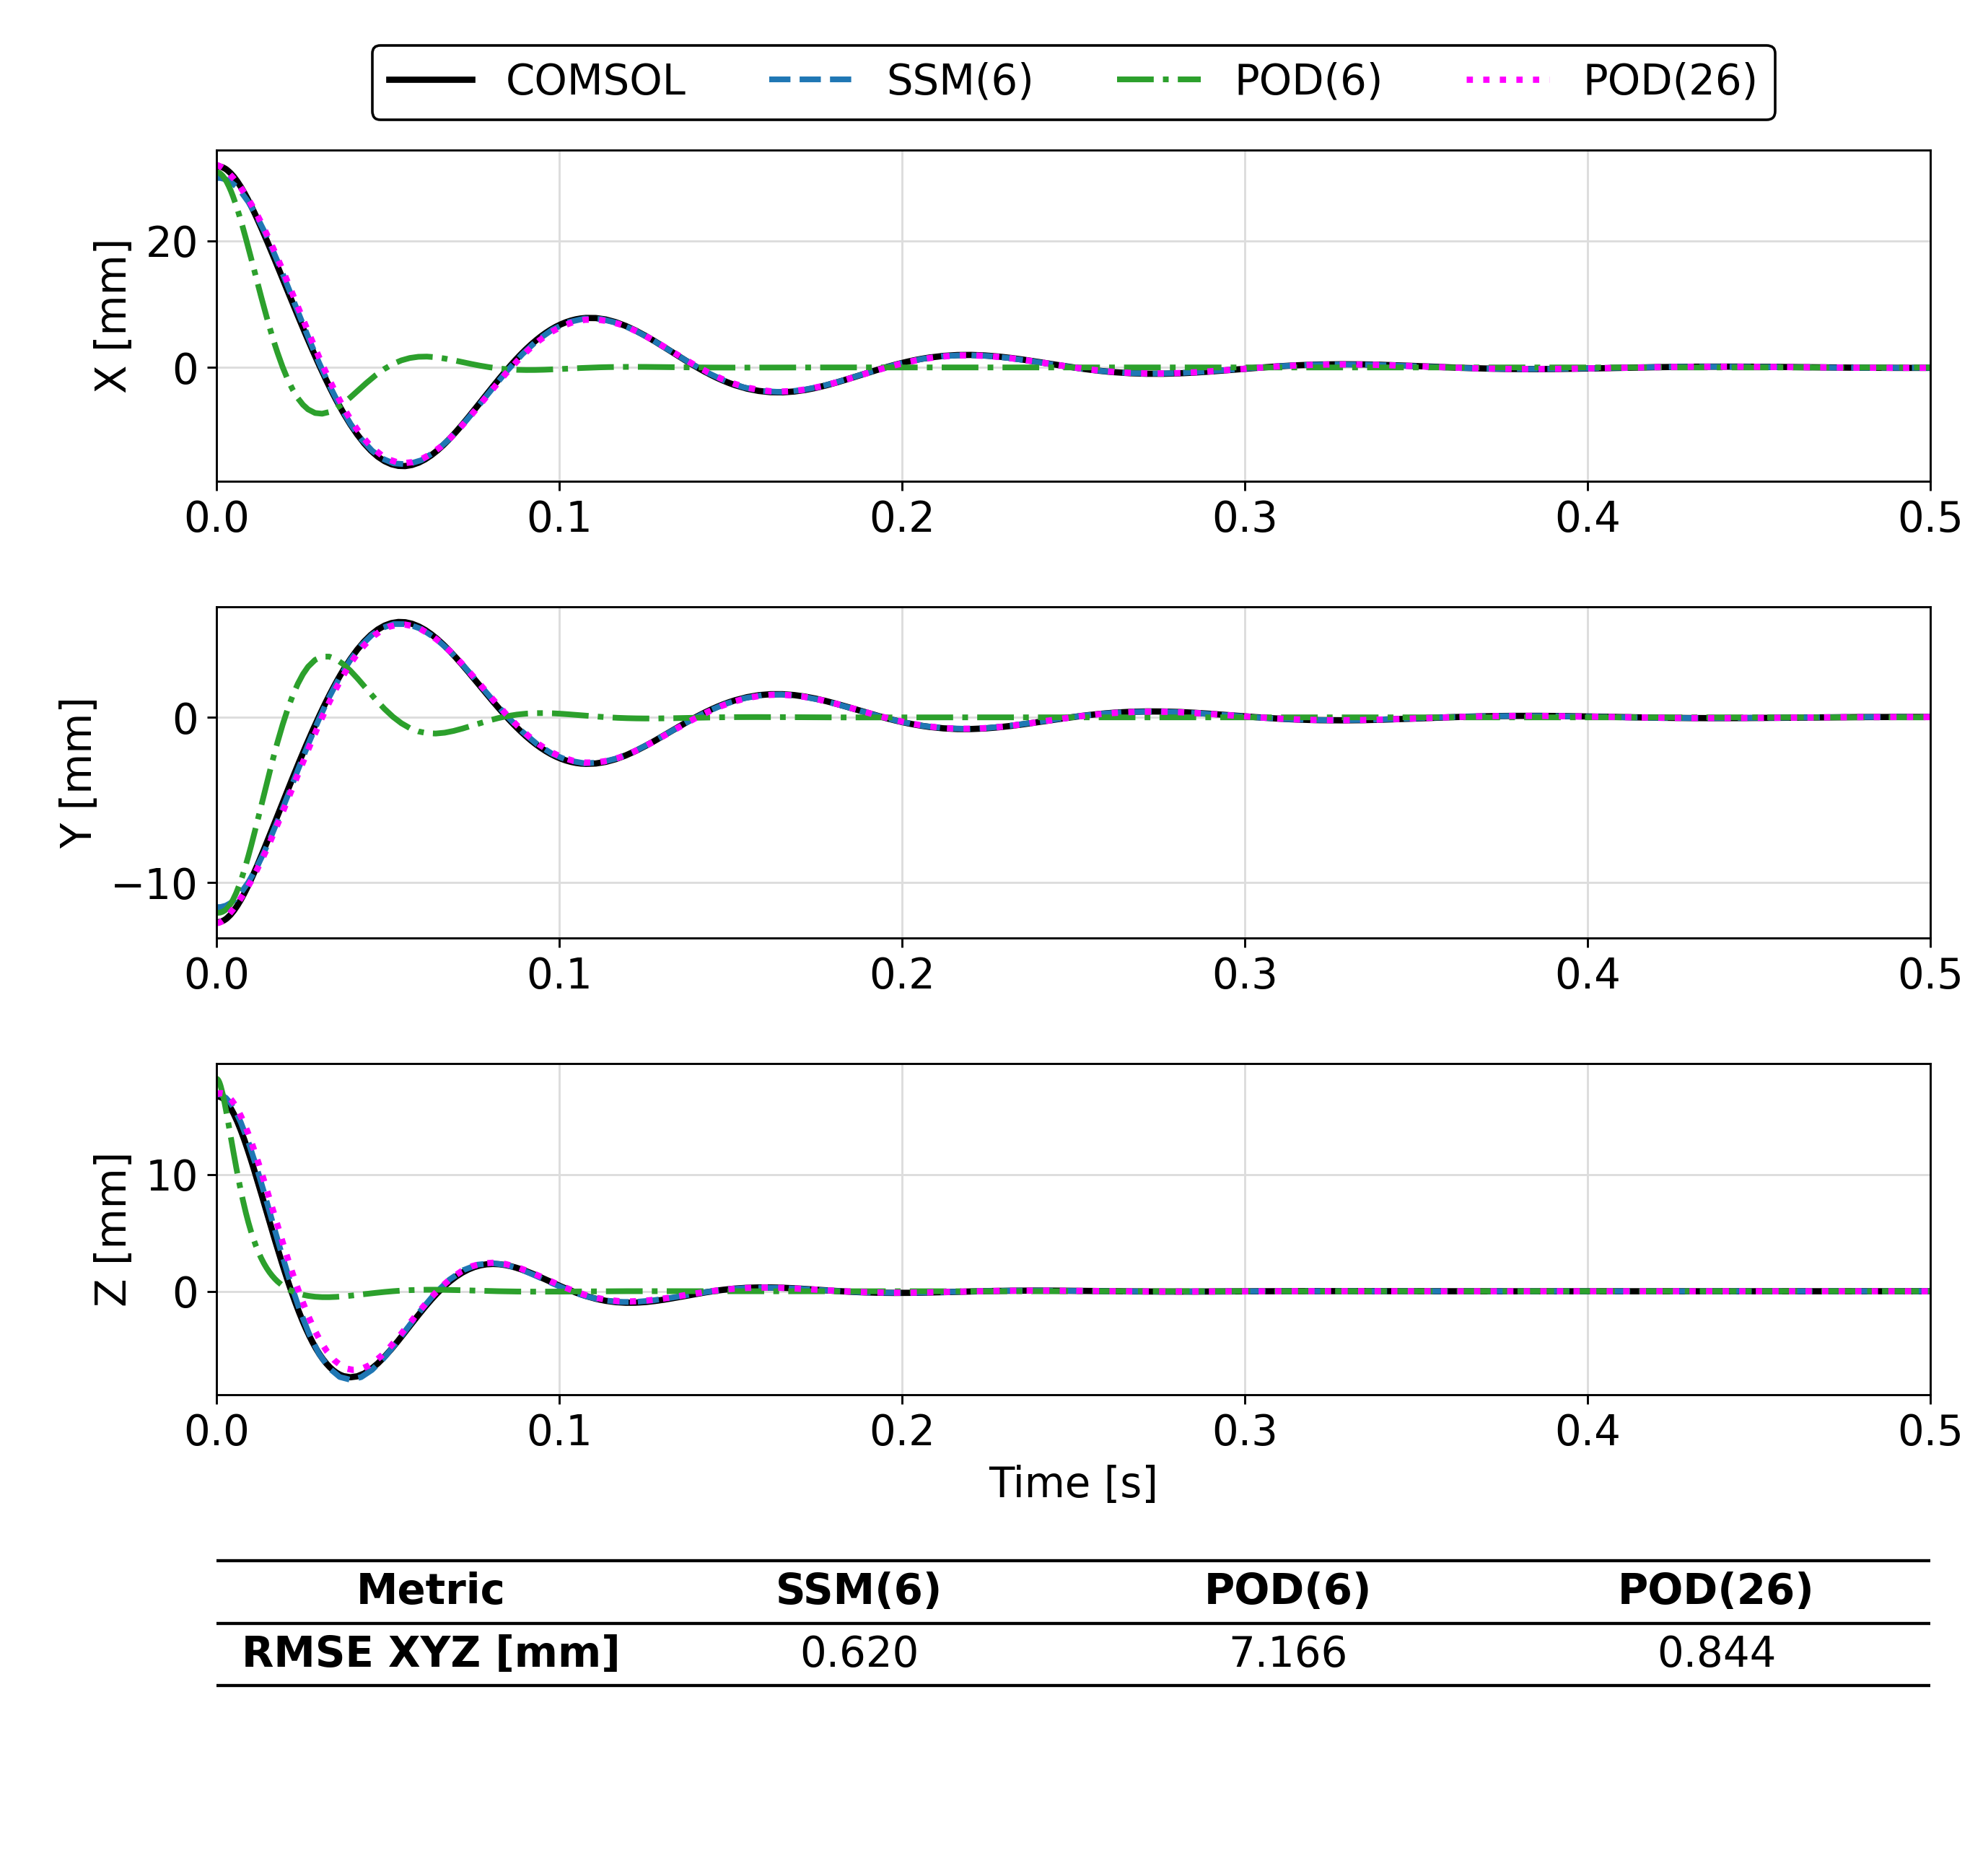 COMSOL SSM(6) POD(6) POD(26)
X [mm]
20
0
0.0 0.1 0.2 0.3 0.4 0.5
Y [mm]
0
−10
0.0 0.1 0.2 0.3 0.4 0.5
Z [mm]
10
0
0.0 0.1 0.2 0.3 0.4 0.5
Time [s]
Metric SSM(6) POD(6) POD(26)
RMSE XYZ [mm] 0.620 7.166 0.844